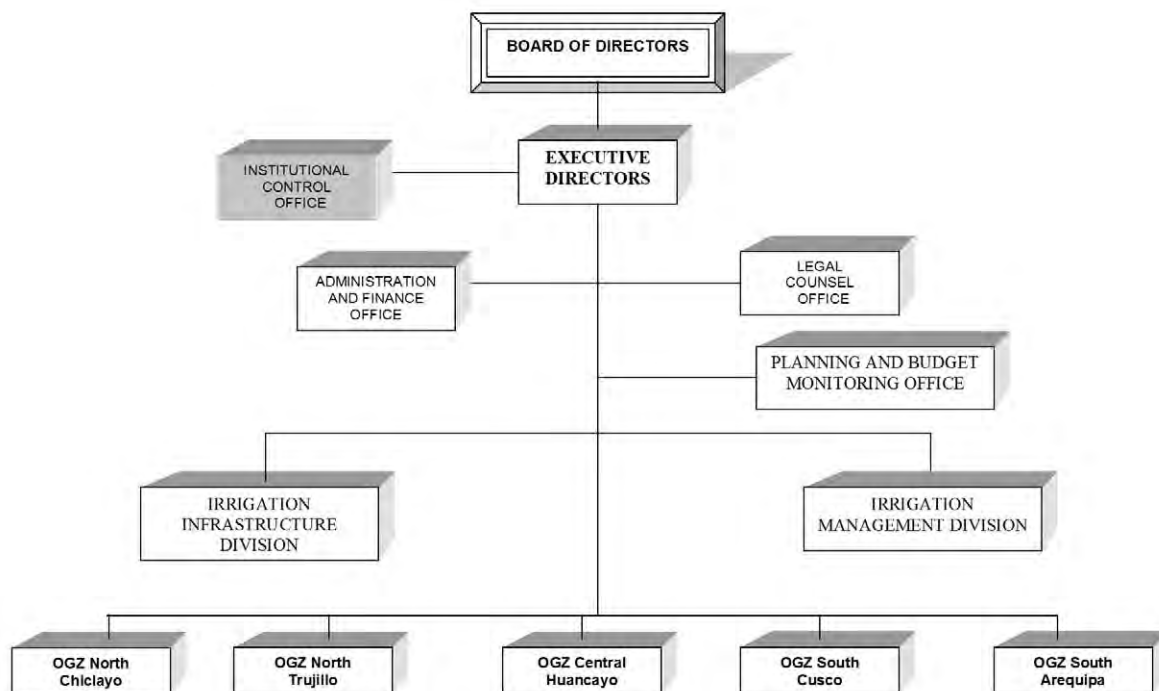 BOARD OF DIRECTORS
EXECUTIVE
DIRECTORS
INSTITUTIONAL
CONTROL
OFFICE
ADMINISTRATION
AND FINANCE
OFFICE
LEGAL
COUNSEL
OFFICE
PLANNING AND BUDGET
MONITORING OFFICE
IRRIGATION
INFRASTRUCTURE
DIVISION
IRRIGATION
MANAGEMENT DIVISION
OGZ North
Chiclayo
OGZ North
Trujillo
OGZ Central
Huancayo
OGZ South
Cusco
OGZ South
Arequipa